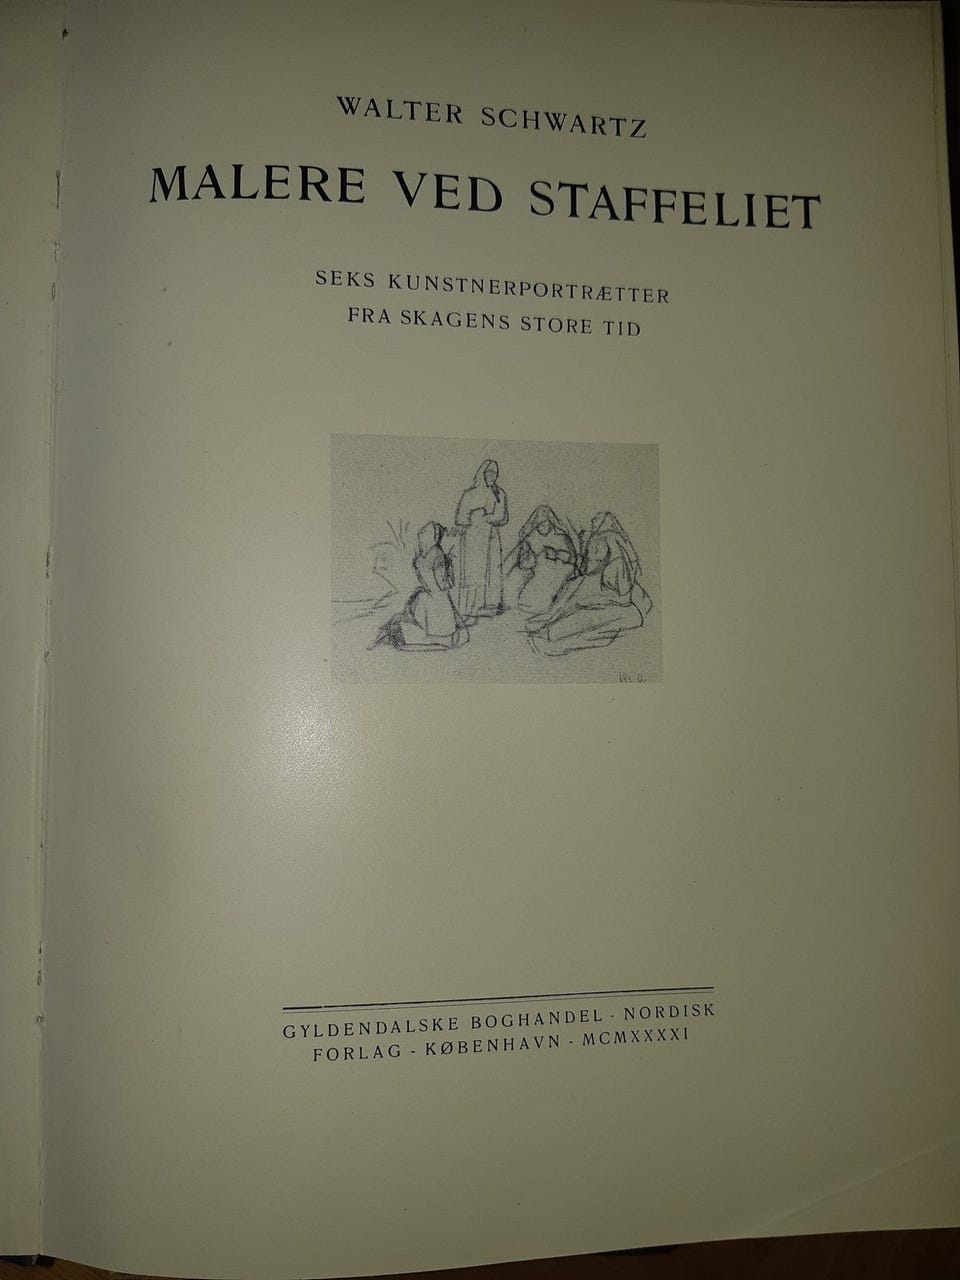 WALTER SCHWARTZ
MALERE VED STAFFELIET
SEKS KUNSTNERPORTRÆTTER
FRA SKAGENS STORE TID
GYLDENDALSKE BOGHANDEL · NORDISK
FORLAG - KØBENHAVN - MCMXXXXI